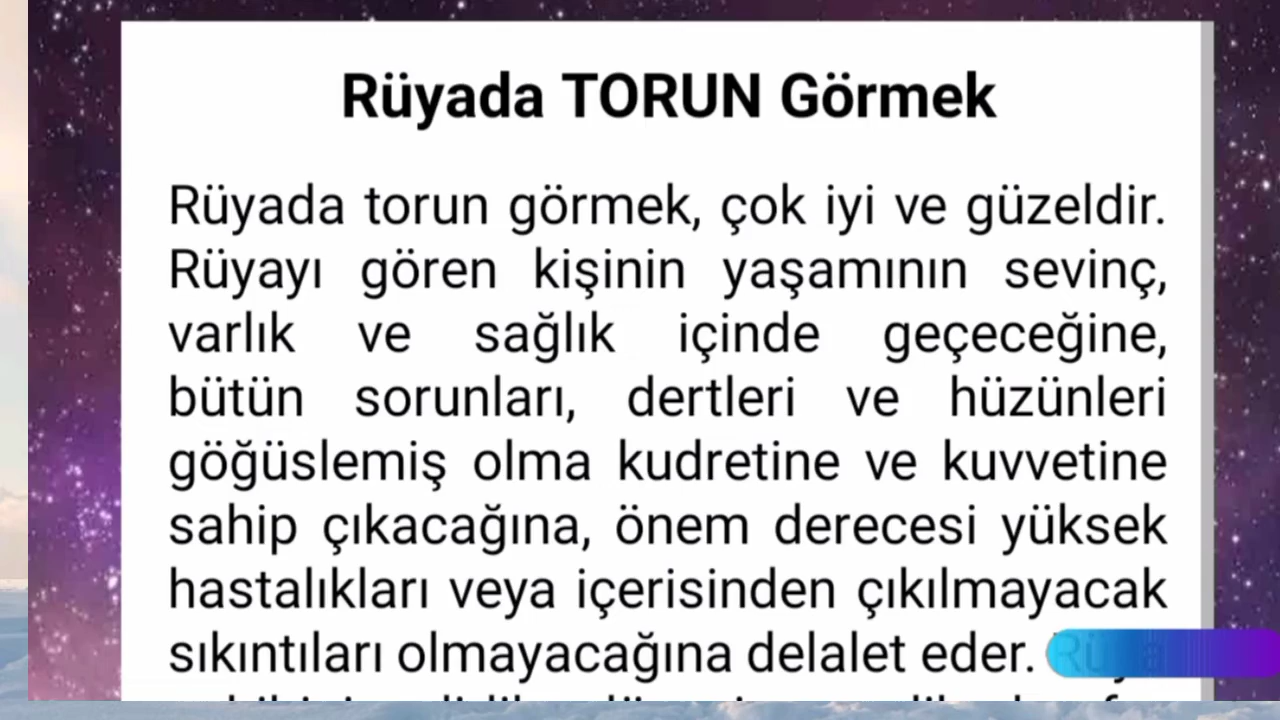 Rüyada TORUN Görmek
Rüyada torun görmek, çok iyi ve güzeldir.
Rüyayı gören kişinin yaşamının sevinç,
varlık ve sağlık içinde geçeceğine,
bütün sorunları, dertleri ve hüzünleri
göğüslemiş olma kudretine ve kuvvetine
sahip çıkacağına, önem derecesi yüksek
hastalıkları veya içerisinden çıkılmayacak
sıkıntıları olmayacağına delalet eder.